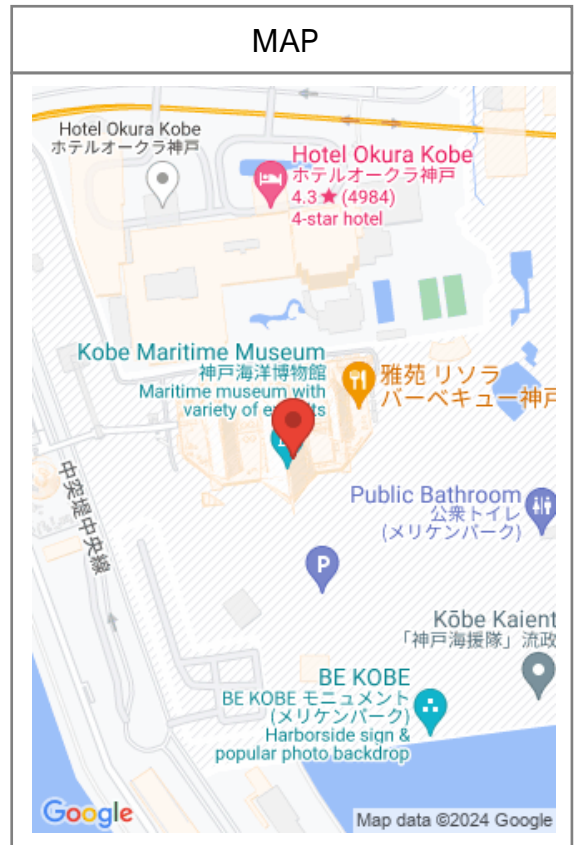 MAP
Hotel Okura Kobe
ホテルオークラ神戸
Hotel Okura Kobe
ホテルオークラ神戸
4.3★(4984)
4-star hotel
Kobe Maritime Museum
神戸海洋博物館
Maritime museum with
variety of
雅苑 リソラ
バーベキュー神戸
中突堤中央線
Public Bathroom
公衆トイレ
(メリケンパーク)
P
Kōbe Kaient
「神戸海援隊」流政
BE KOBE
BE KOBE モニュメント
(メリケンパーク)
Harborside sign &
popular photo backdrop
Google
Map data ©2024 Google